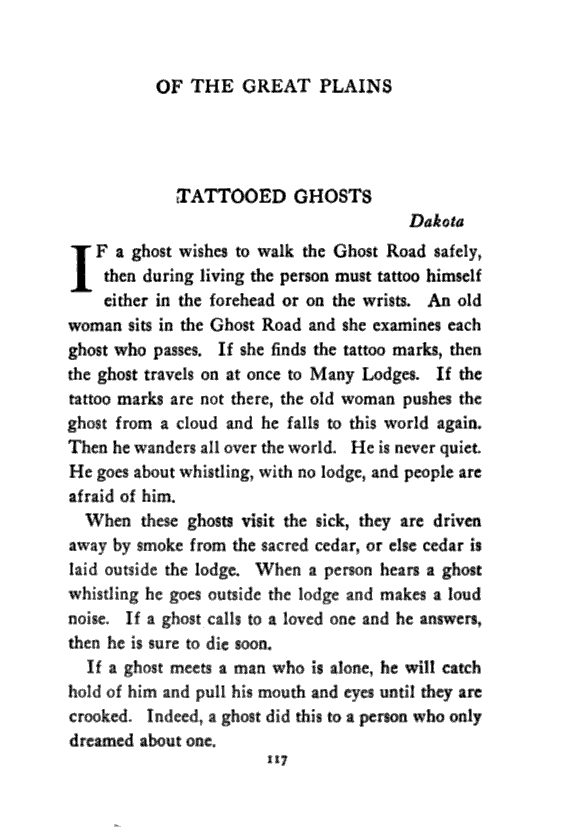 OF THE GREAT PLAINS
TATTOOED GHOSTS
Dakota
IF a ghost wishes to walk the Ghost Road safely,
then during living the person must tattoo himself
either in the forehead or on the wrists. An old
woman sits in the Ghost Road and she examines each
ghost who passes. If she finds the tattoo marks, then
the ghost travels on at once to Many Lodges. If the
tattoo marks are not there, the old woman pushes the
ghost from a cloud and he falls to this world again.
Then he wanders all over the world. He is never quiet.
He goes about whistling, with no lodge, and people are
afraid of him.
When these ghosts visit the sick, they are driven
away by smoke from the sacred cedar, or else cedar is
laid outside the lodge. When a person hears a ghost
whistling he goes outside the lodge and makes a loud
noise. If a ghost calls to a loved one and he answers,
then he is sure to die soon.
If a ghost meets a man who is alone, he will catch
hold of him and pull his mouth and eyes until they are
crooked. Indeed, a ghost did this to a person who only
dreamed about one.
117